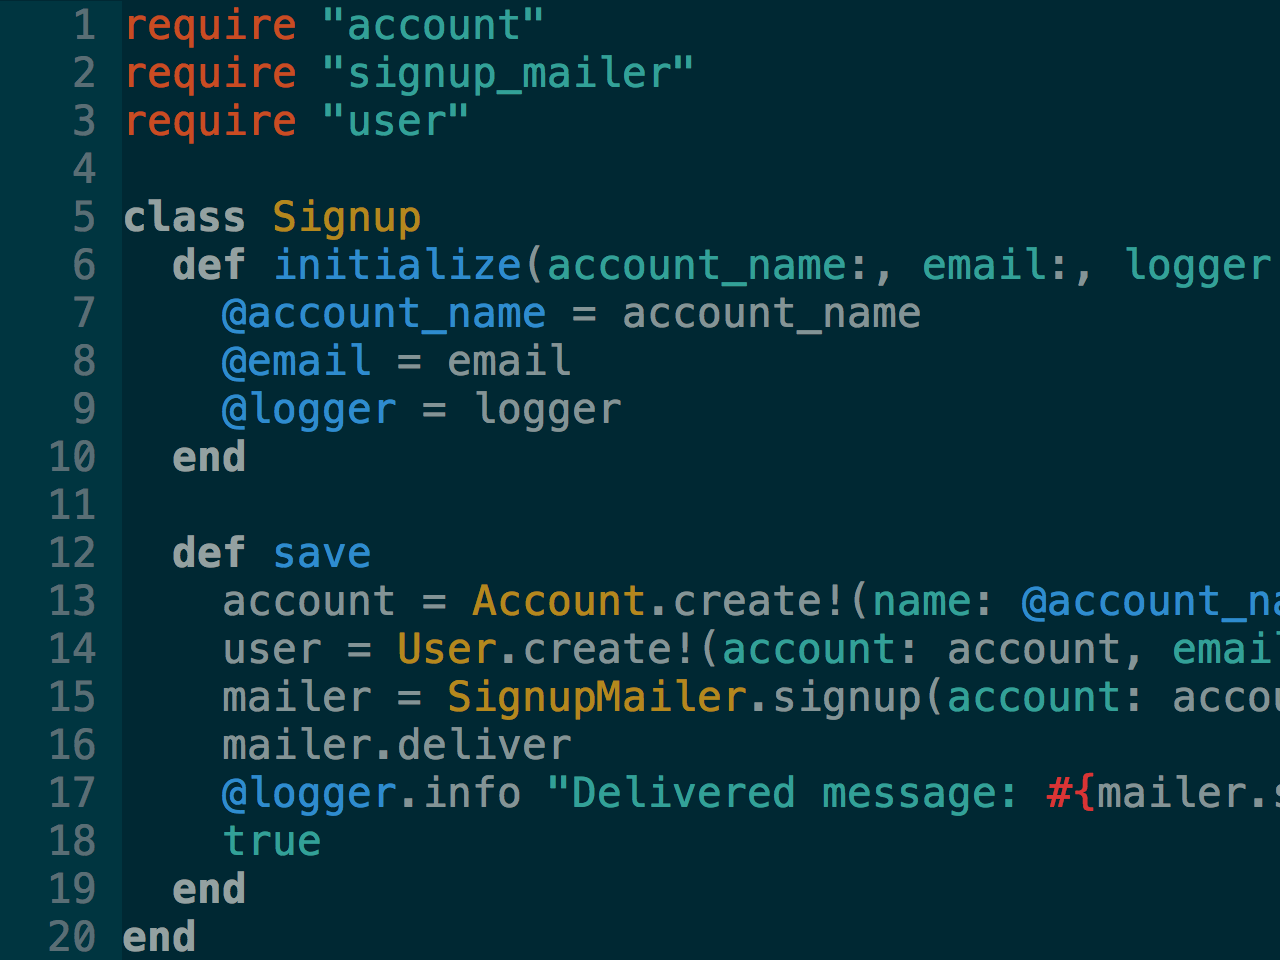 1 require "account"
2 require "signup_mailer"
3 require "user"
4
5 class Signup
6   def initialize(account_name:, email:, logger
7     @account_name = account_name
8     @email = email
9     @logger = logger
10   end
11
12   def save
13     account = Account.create!(name: @account_na
14     user = User.create!(account: account, emai
15     mailer = SignupMailer.signup(account: accou
16     mailer.deliver
17     @logger.info "Delivered message: #{mailer.s
18     true
19   end
20 end